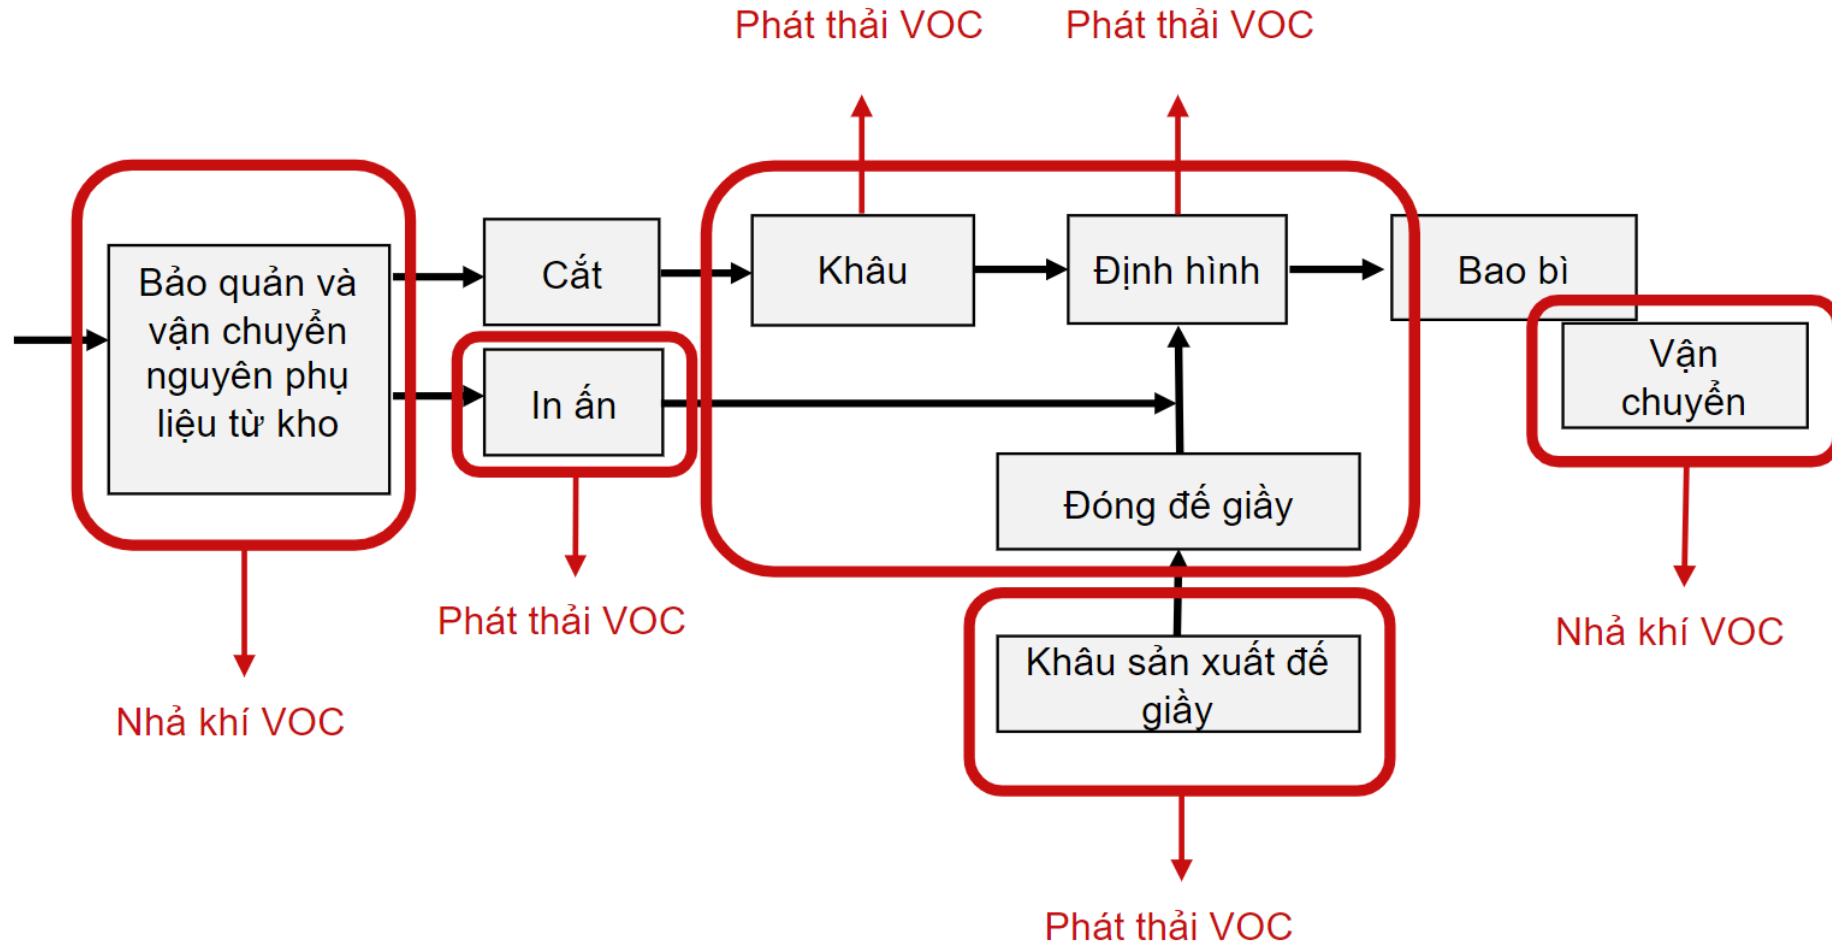 Phát thải VOC
Phát thải VOC
Bảo quản và
vận chuyển
nguyên phụ
liệu từ kho
Cắt
In ấn
Khâu
Định hình
Bao bì
Vận
chuyển
Đóng đế giầy
Khâu sản xuất đế
giầy
Phát thải VOC
Nhả khí VOC
Nhả khí VOC
Phát thải VOC